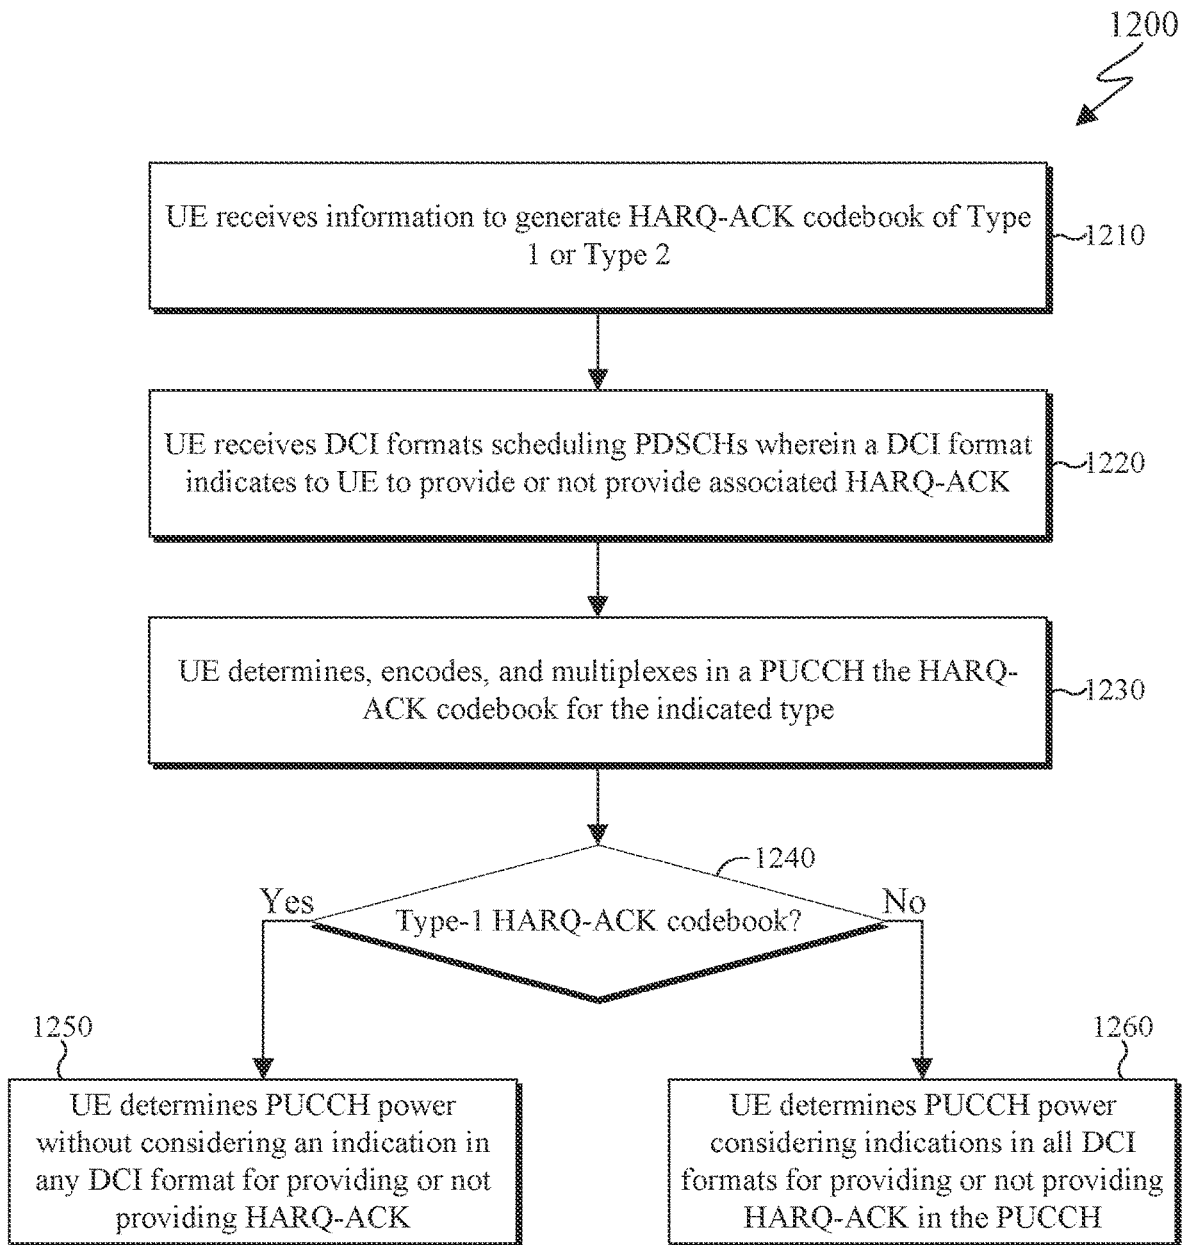 1200
UE receives information to generate HARQ-ACK codebook of Type
1 or Type 2
1210
UE receives DCI formats scheduling PDSCHs wherein a DCI format
indicates to UE to provide or not provide associated HARQ-ACK
1220
UE determines, encodes, and multiplexes in a PUCCH the HARQ-
ACK codebook for the indicated type
1230
1240
Yes
No
Type-1 HARQ-ACK codebook?
1250
UE determines PUCCH power
without considering an indication in
any DCI format for providing or not
providing HARQ-ACK
1260
UE determines PUCCH power
considering indications in all DCI
formats for providing or not providing
HARQ-ACK in the PUCCH